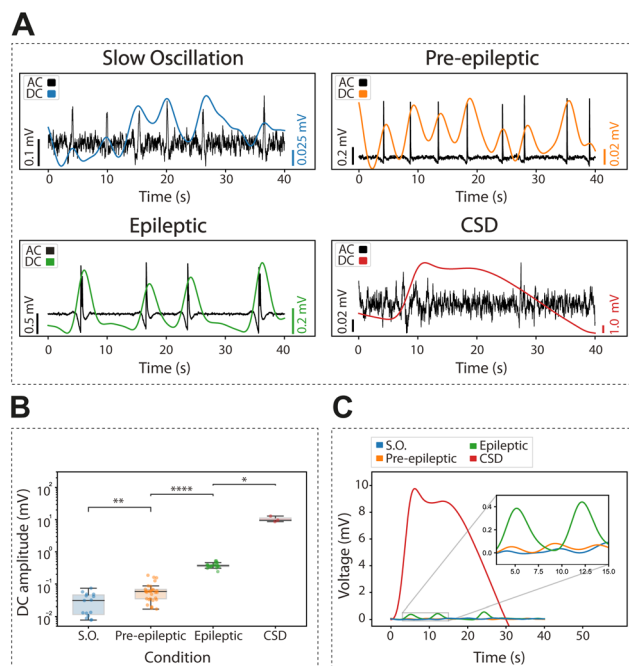 A
Slow Oscillation
AC
DC
0.1 mV
0.025 mV
0 10 20 30 40
Time (s)
Pre-epileptic
AC
DC
0.2 mV
0.02 mV
0 10 20 30 40
Time (s)
Epileptic
AC
DC
0.5 mV
0.2 mV
0 10 20 30 40
Time (s)
CSD
AC
DC
0.02 mV
1.0 mV
0 10 20 30 40
Time (s)
B
DC amplitude (mV)
10²
10¹
10⁰
10⁻¹
10⁻²
** **** *
S.O. Pre-epileptic Epileptic CSD
Condition
C
S.O. Epileptic
Pre-epileptic CSD
Voltage (mV)
10
8
6
4
2
0
0.4
0.2
0.0
5.0 7.5 10.0 12.5 15.0
0 10 20 30 40 50
Time (s)